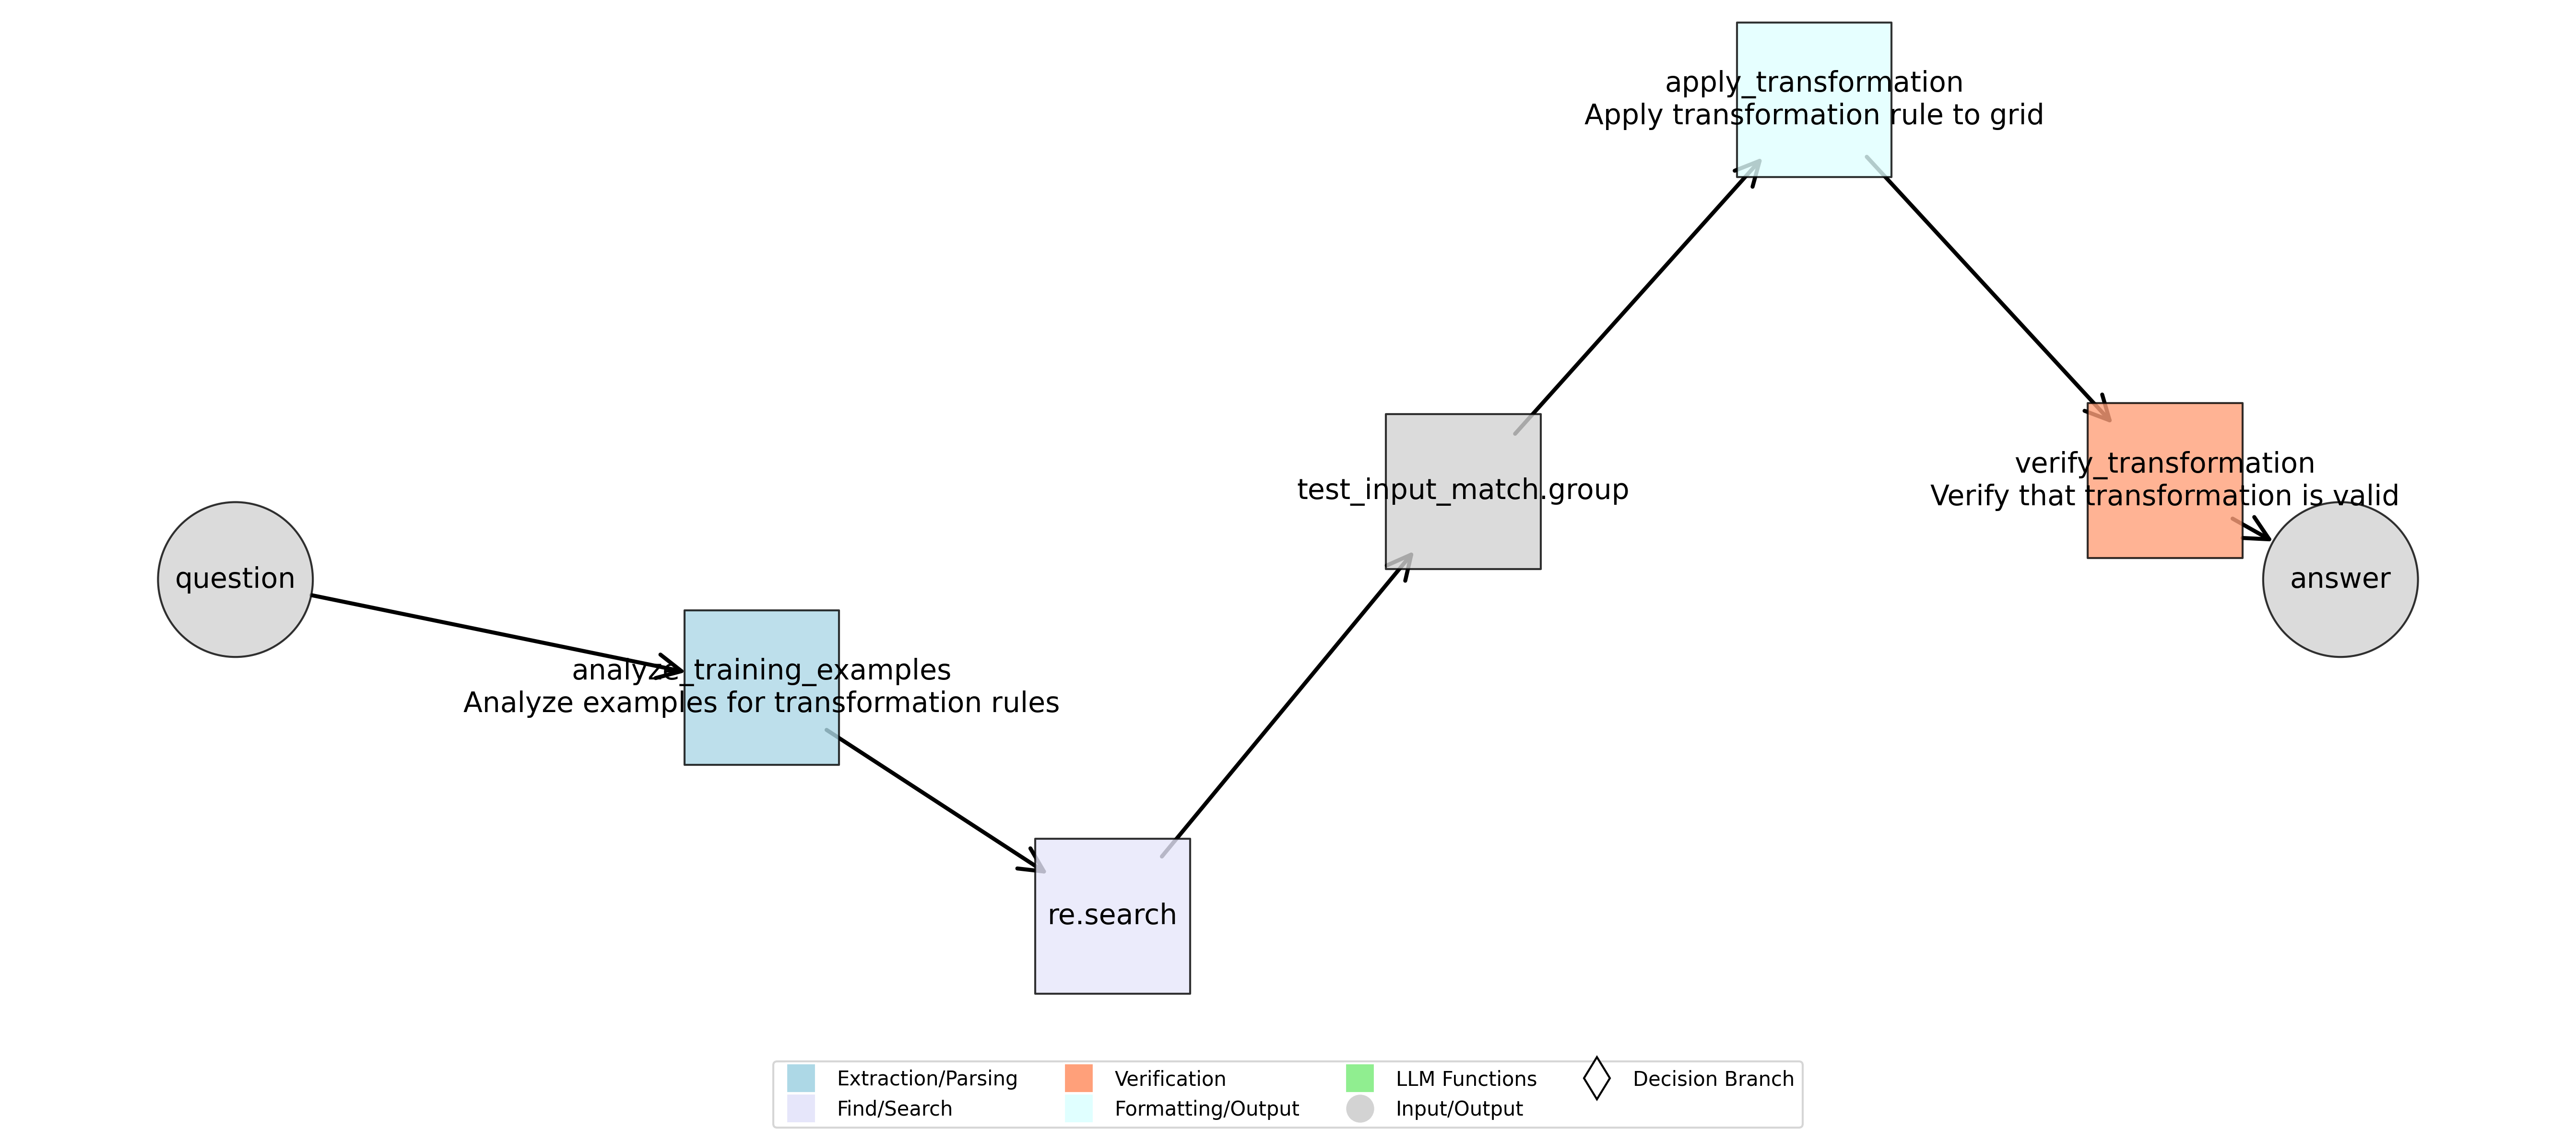 apply_transformation
Apply transformation rule to grid
verify_transformation
Verify that transformation is valid
test_input_match.group
question
answer
analyze_training_examples
Analyze examples for transformation rules
re.search
Extraction/Parsing
Find/Search
Verification
Formatting/Output
LLM Functions
Input/Output
Decision Branch